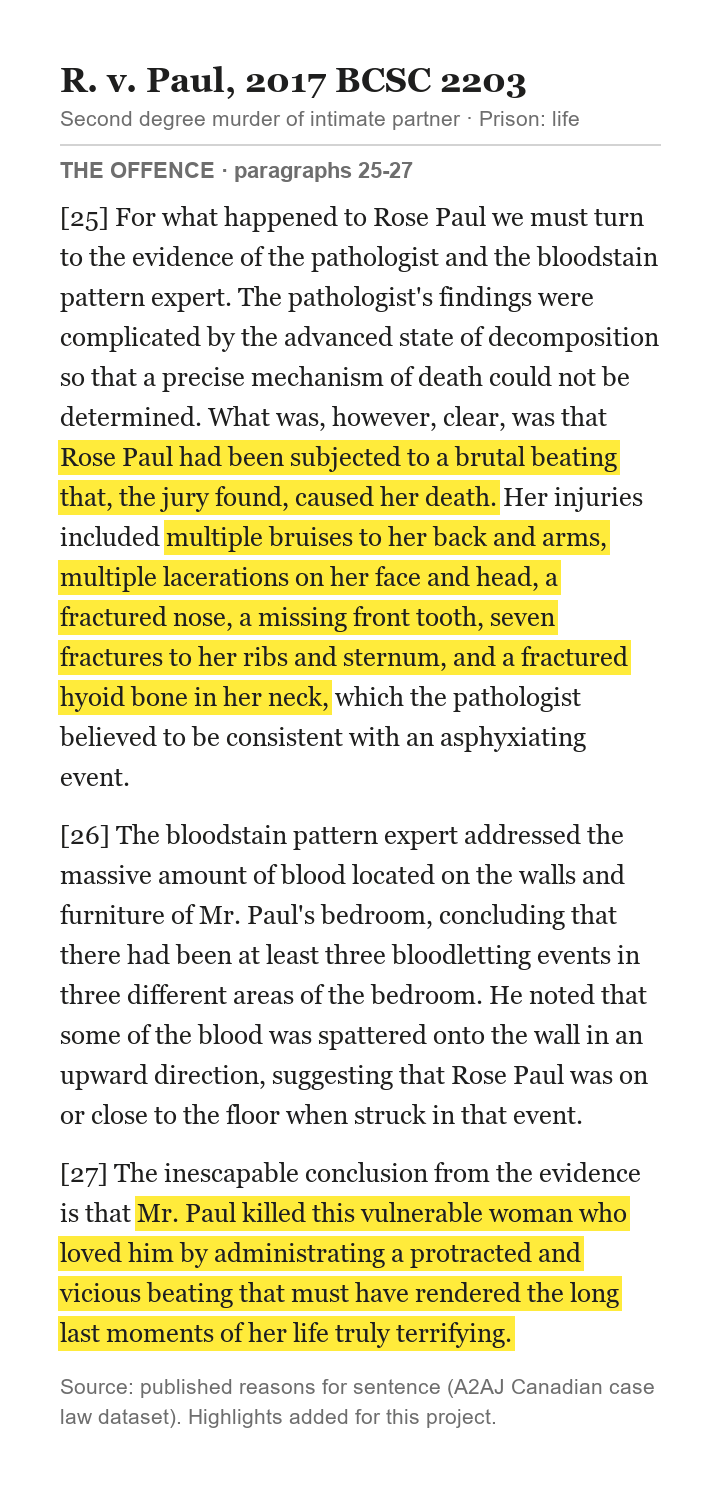 R. v. Paul, 2017 BCSC 2203
Second degree murder of intimate partner · Prison: life
THE OFFENCE · paragraphs 25-27
[25] For what happened to Rose Paul we must turn
to the evidence of the pathologist and the bloodstain
pattern expert. The pathologist's findings were
complicated by the advanced state of decomposition
so that a precise mechanism of death could not be
determined. What was, however, clear, was that
Rose Paul had been subjected to a brutal beating
that, the jury found, caused her death. Her injuries
included multiple bruises to her back and arms,
multiple lacerations on her face and head, a
fractured nose, a missing front tooth, seven
fractures to her ribs and sternum, and a fractured
hyoid bone in her neck, which the pathologist
believed to be consistent with an asphyxiating
event.
[26] The bloodstain pattern expert addressed the
massive amount of blood located on the walls and
furniture of Mr. Paul's bedroom, concluding that
there had been at least three bloodletting events in
three different areas of the bedroom. He noted that
some of the blood was spattered onto the wall in an
upward direction, suggesting that Rose Paul was on
or close to the floor when struck in that event.
[27] The inescapable conclusion from the evidence
is that Mr. Paul killed this vulnerable woman who
loved him by administrating a protracted and
vicious beating that must have rendered the long
last moments of her life truly terrifying.
Source: published reasons for sentence (A2AJ Canadian case
law dataset). Highlights added for this project.